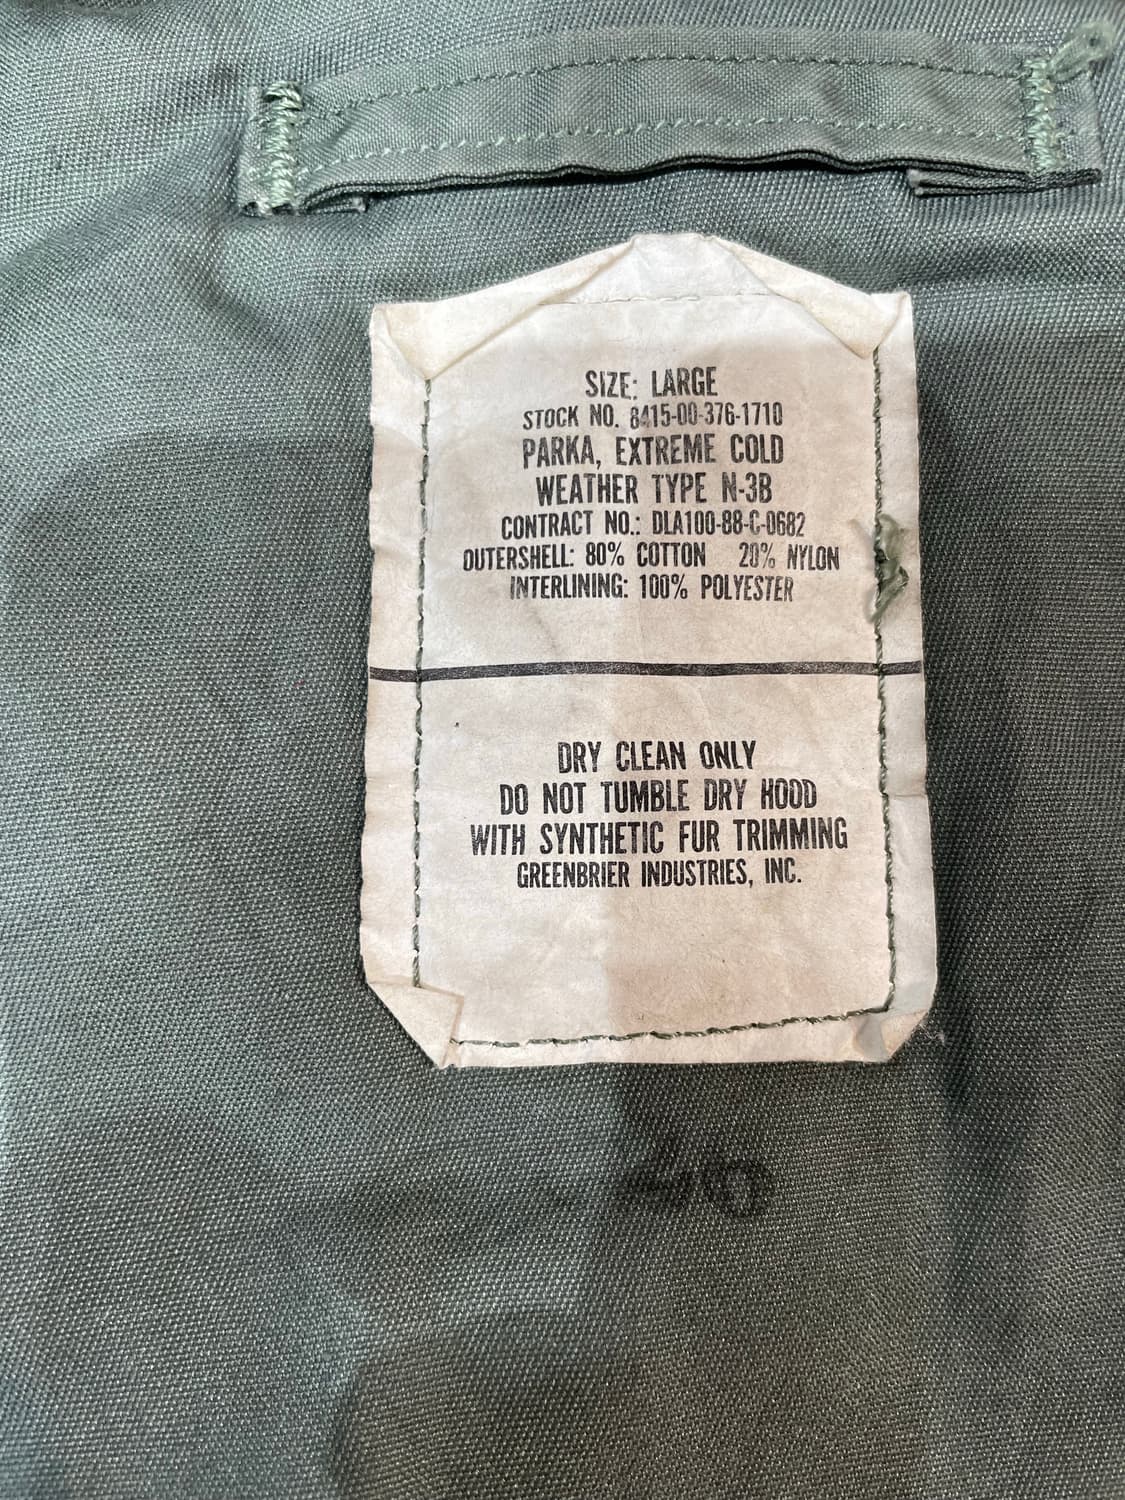 SIZE: LARGE
STOCK NO. 8415-00-376-1710
PARKA, EXTREME COLD
WEATHER TYPE N-3B
CONTRACT NO.: DLA100-88-C-0682
OUTERSHELL: 80% COTTON 20% NYLON
INTERLINING: 100% POLYESTER
DRY CLEAN ONLY
DO NOT TUMBLE DRY HOOD
WITH SYNTHETIC FUR TRIMMING
GREENBRIER INDUSTRIES, INC.